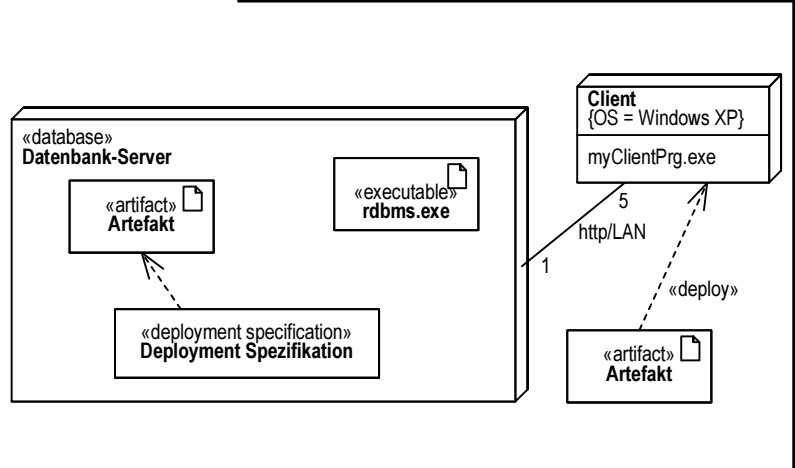 «database»
Datenbank-Server
«artifact»
Artefakt
«executable»
rdbms.exe
«deployment specification»
Deployment Spezifikation
1
http/LAN
5
Client
{OS = Windows XP}
myClientPrg.exe
«deploy»
«artifact»
Artefakt